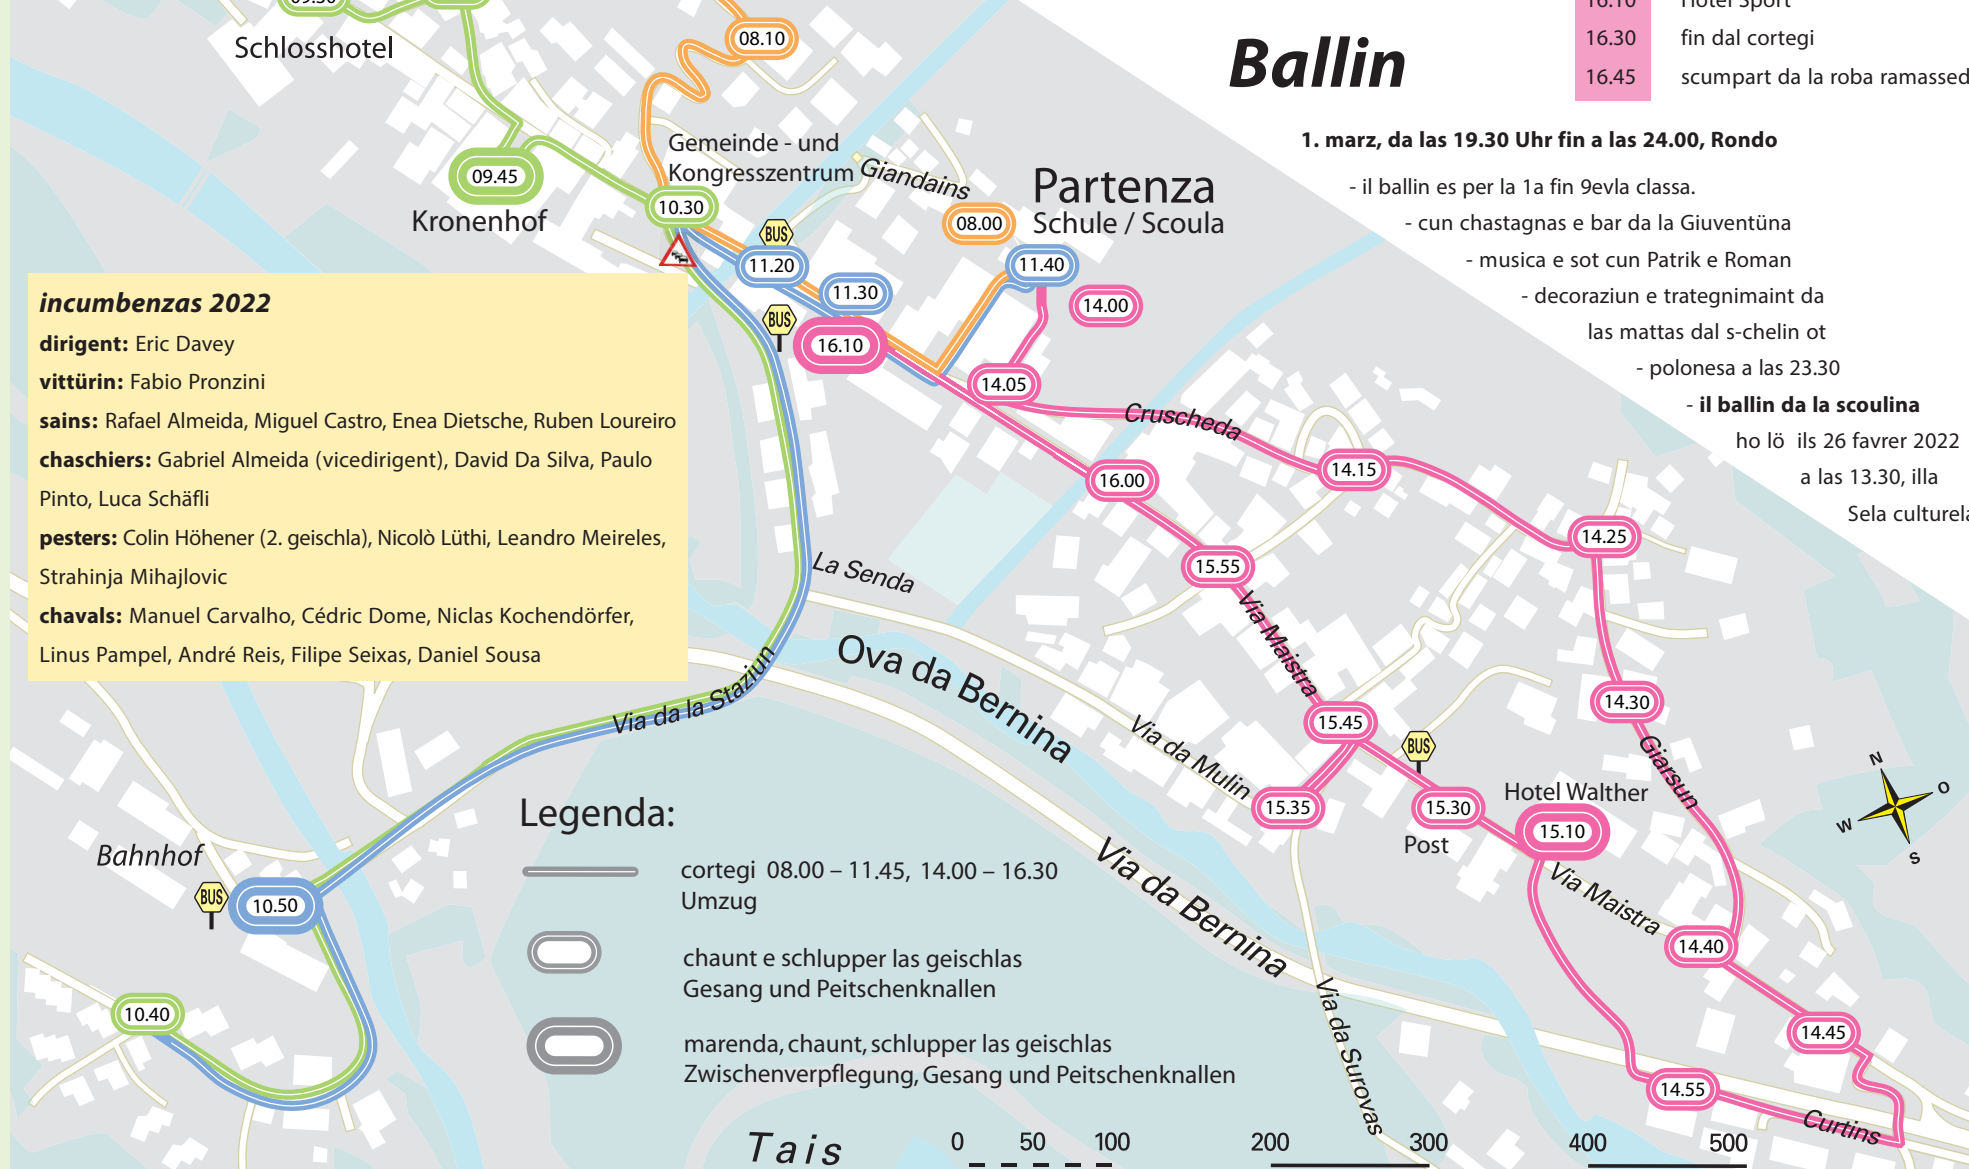 09.30
Schlosshotel
08.10
Gemeinde - und
Kongresszentrum
Giandains
09.45
Kronenhof
10.30
BUS
11.20
11.30
BUS
16.10
Partenza
08.00
Schule / Scoula
11.40
14.00
14.05
Ballin
16.10 Hotel Sport
16.30 fin dal cortegi
16.45 scumpart da la roba ramassed
1. marz, da las 19.30 Uhr fin a las 24.00, Rondo
- il ballin es per la 1a fin 9evla classa.
- cun chastagnas e bar da la Giuventüna
- musica e sot cun Patrik e Roman
- decoraziun e trategnimaint da
las mattas dal s-chelin ot
- polonesa a las 23.30
- il ballin da la scoulina
ho lö ils 26 favrer 2022
a las 13.30, illa
Sela culturela
incumbenzas 2022
dirigent: Eric Davey
vittürin: Fabio Pronzini
sains: Rafael Almeida, Miguel Castro, Enea Dietsche, Ruben Loureiro
chaschiers: Gabriel Almeida (vicedirigent), David Da Silva, Paulo
Pinto, Luca Schäfli
pesters: Colin Höhener (2. geischla), Nicolò Lüthi, Leandro Meireles,
Strahinja Mihajlovic
chavals: Manuel Carvalho, Cédric Dome, Niclas Kochendörfer,
Linus Pampel, André Reis, Filipe Seixas, Daniel Sousa
Cruscheda
14.15
16.00
14.25
15.55
La Senda
Via Maistra
Ova da Bernina
Via da la Staziun
14.30
15.45
Via da Mulin
BUS
Giarsun
15.35
15.30
Post
Hotel Walther
15.10
N
O
W
S
Via Maistra
14.40
Via da Bernina
14.45
Via da Surovas
14.55
Curtins
Bahnhof
BUS
10.50
10.40
Legenda:
cortegi 08.00 – 11.45, 14.00 – 16.30
Umzug
chaunt e schlupper las geischlas
Gesang und Peitschenknallen
marenda, chaunt, schlupper las geischlas
Zwischenverpflegung, Gesang und Peitschenknallen
Tais
0 50 100 200 300 400 500